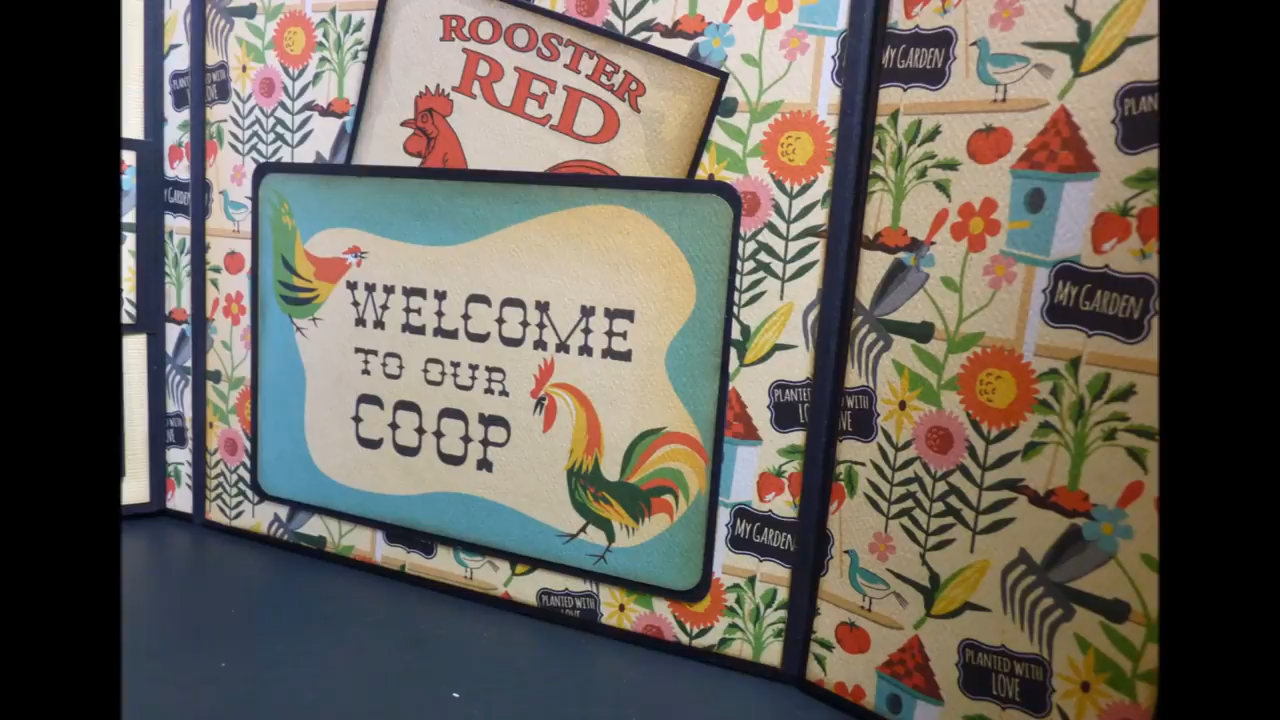 ROOSTER
RED
WELCOME
TO OUR
COOP
MY GARDEN
MY GARDEN
PLANTED WITH
LOVE
MY GARDEN
PLANTED WITH
LOVE
PLANTED WITH